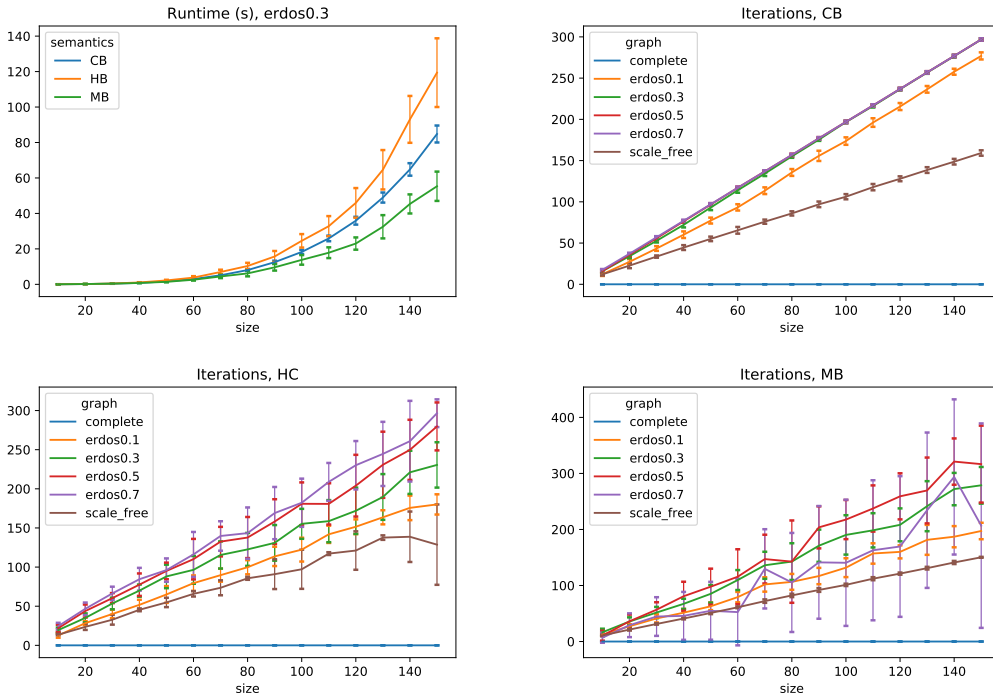 Runtime (s), erdos0.3
140
120
100
80
60
40
20
0
semantics
CB
HB
MB
20 40 60 80 100 120 140
size
Iterations, CB
300
250
200
150
100
50
0
graph
complete
erdos0.1
erdos0.3
erdos0.5
erdos0.7
scale_free
20 40 60 80 100 120 140
size
Iterations, HC
300
250
200
150
100
50
0
graph
complete
erdos0.1
erdos0.3
erdos0.5
erdos0.7
scale_free
20 40 60 80 100 120 140
size
Iterations, MB
400
300
200
100
0
graph
complete
erdos0.1
erdos0.3
erdos0.5
erdos0.7
scale_free
20 40 60 80 100 120 140
size